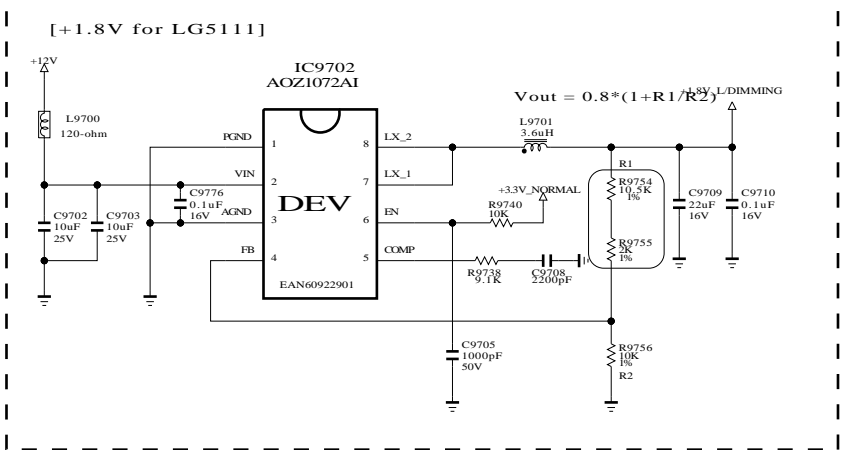 [+1.8V for LG5111]
+12V
IC9702
AOZ1072AI
Vout = 0.8*(1+R1/R2)
+1.8V_L/DIMMING
L9700
120-ohm
L9701
3.6uH
PGND
1
8
LX_2
R1
VIN
2
7
LX_1
+3.3V_NORMAL
R9754
10.5K
1%
C9776
0.1uF
16V
DEV
R9740
10K
C9709
22uF
16V
C9710
0.1uF
16V
C9702
10uF
25V
C9703
10uF
25V
AGND
3
6
EN
FB
4
5
COMP
R9755
2K
1%
R9738
9.1K
C9708
2200pF
EAN60922901
C9705
1000pF
50V
R9756
10K
1%
R2